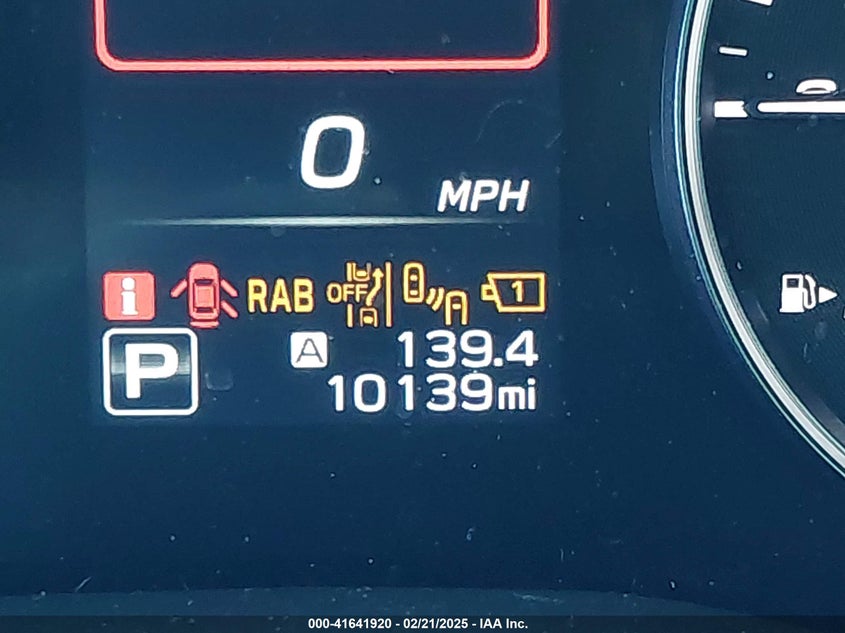 0
MPH
i RAB OFF 1
P A 139.4
10139mi
000-41641920 - 02/21/2025 - IAA Inc.